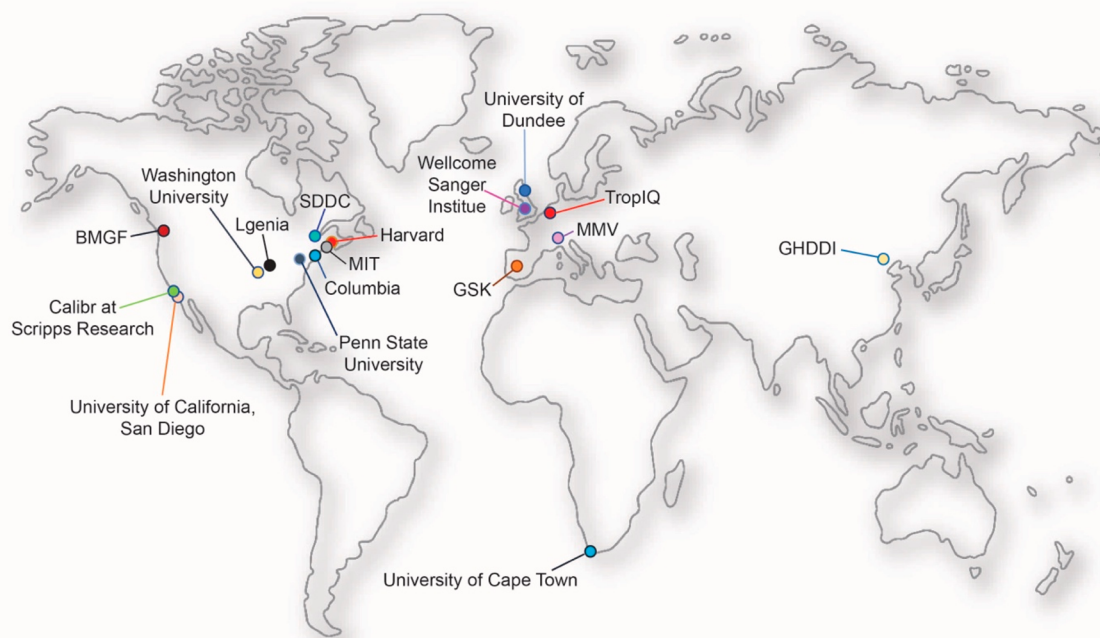 University of
Dundee
Wellcome
Sanger
Institue
Washington
University
SDDC
TropIQ
Lgenia
BMGF
Harvard
MMV
MIT
GHDDI
Columbia
GSK
Calibr at
Scripps Research
Penn State
University
University of California,
San Diego
University of Cape Town